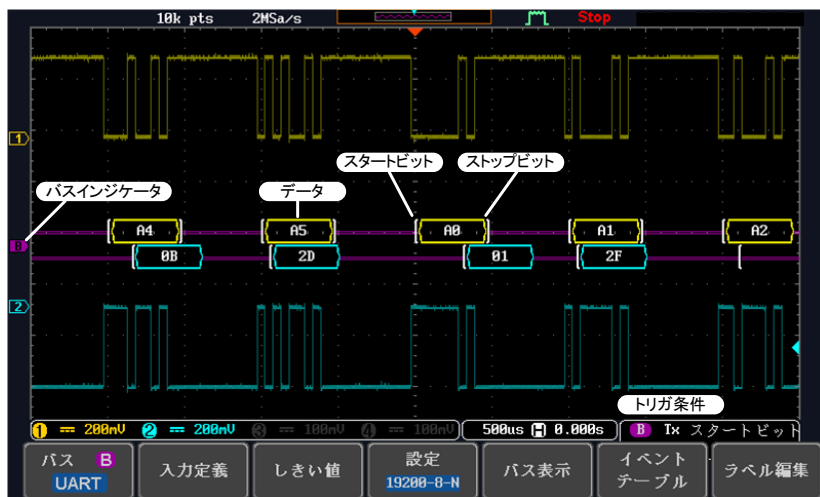 10k pts 2MSa/s Stop
1
スタートビット ストップビット
バスインジケータ データ
A4 A5 A0 A1 A2
B
0B 2D 01 2F
2
トリガ条件
1 200mV 2 200mV 3 100mV 4 100mV 500us H 0.000s B Tx スタートビット
バス B
UART
入力定義
しきい値
設定
19200-8-N
バス表示
イベント
テーブル
ラベル編集